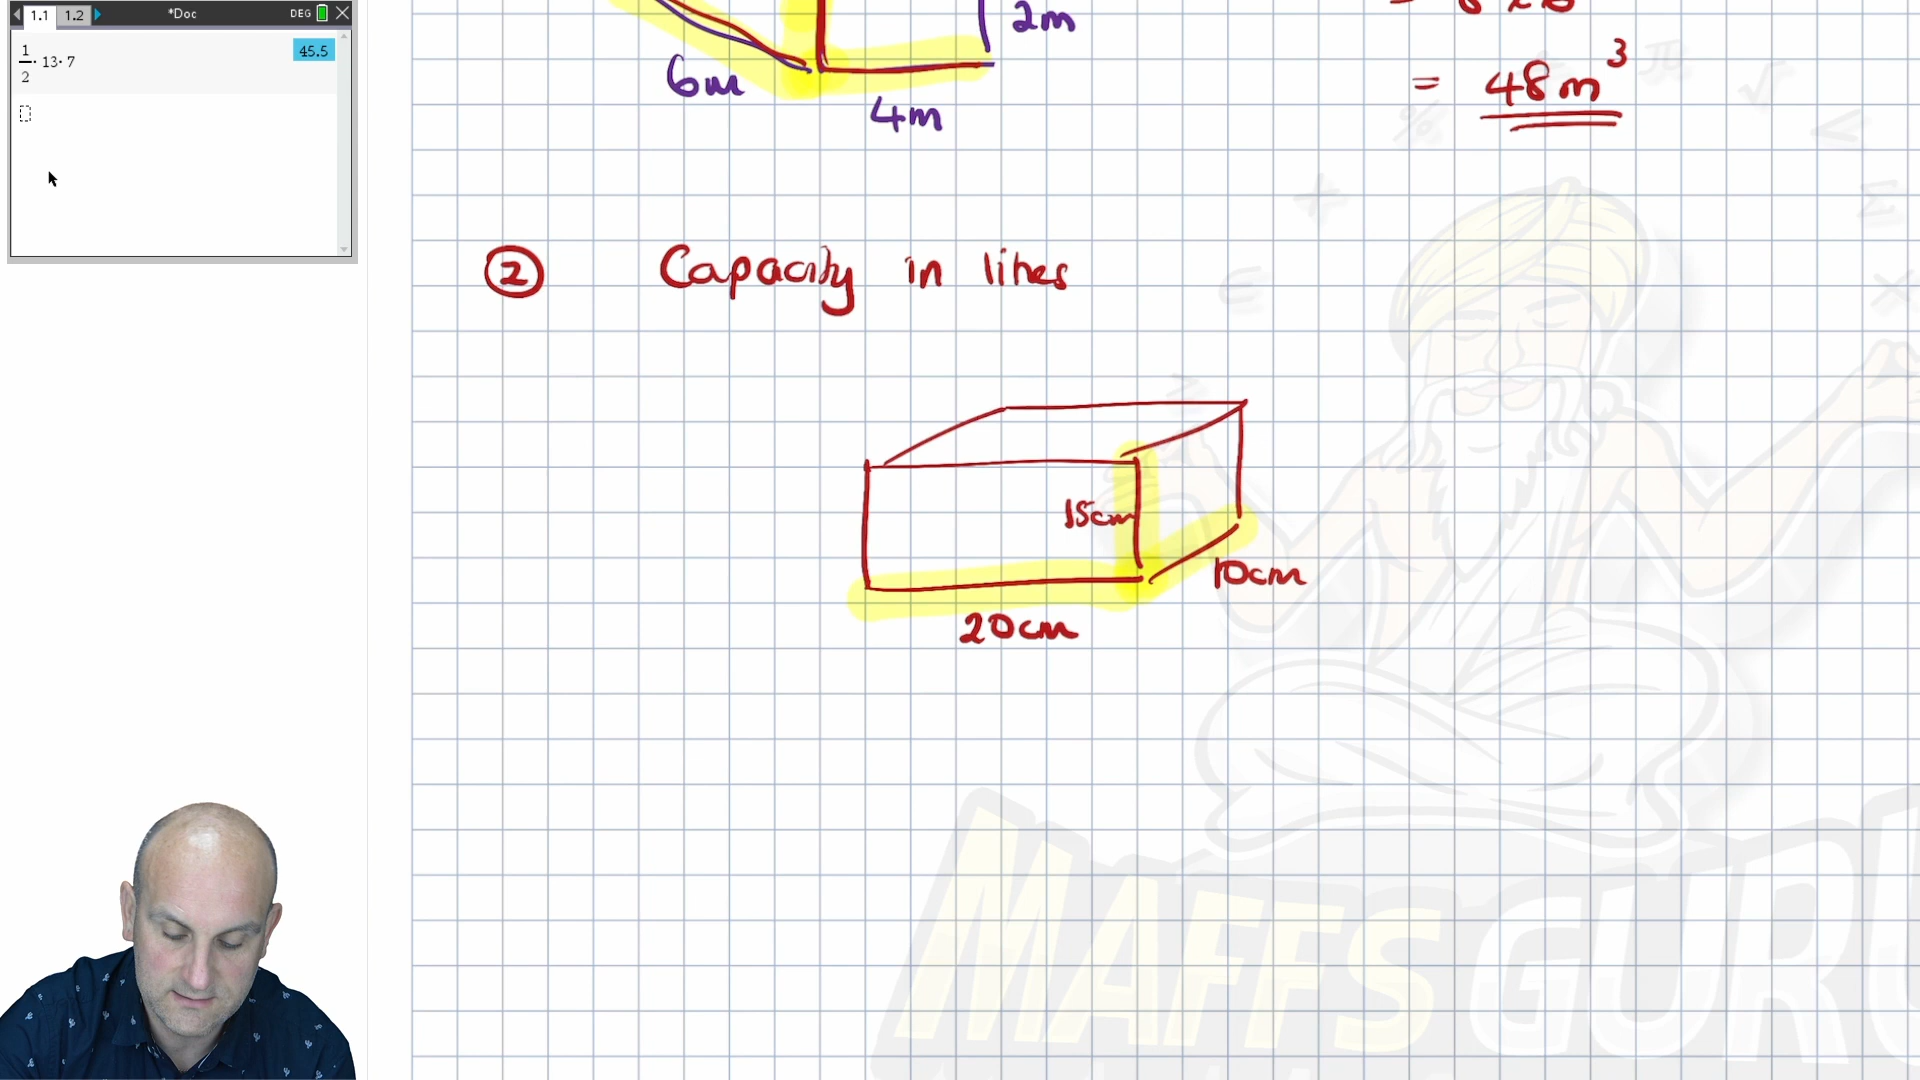 1.1 1.2 *Doc DEG
1/2 · 13 · 7 45.5
2m
6m
4m
= 48m³
② Capacity in litres
15cm
10cm
20cm
MAFFS GURU